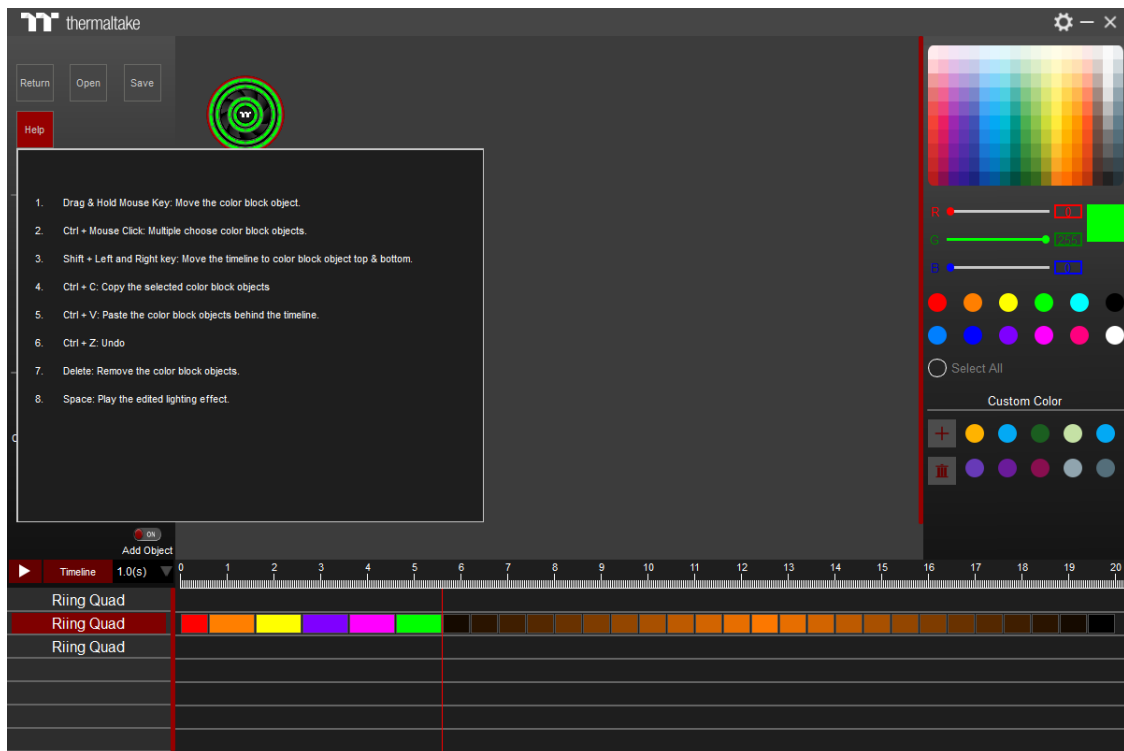 thermaltake
Return Open Save
Help
1. Drag & Hold Mouse Key: Move the color block object.
2. Ctrl + Mouse Click: Multiple choose color block objects.
3. Shift + Left and Right key: Move the timeline to color block object top & bottom.
4. Ctrl + C: Copy the selected color block objects
5. Ctrl + V: Paste the color block objects behind the timeline.
6. Ctrl + Z: Undo
7. Delete: Remove the color block objects.
8. Space: Play the edited lighting effect.
R 0
G 255
B 0
Select All
Custom Color
ON
Add Object
Timeline 1.0(s) 0 1 2 3 4 5 6 7 8 9 10 11 12 13 14 15 16 17 18 19 20
Riing Quad
Riing Quad
Riing Quad